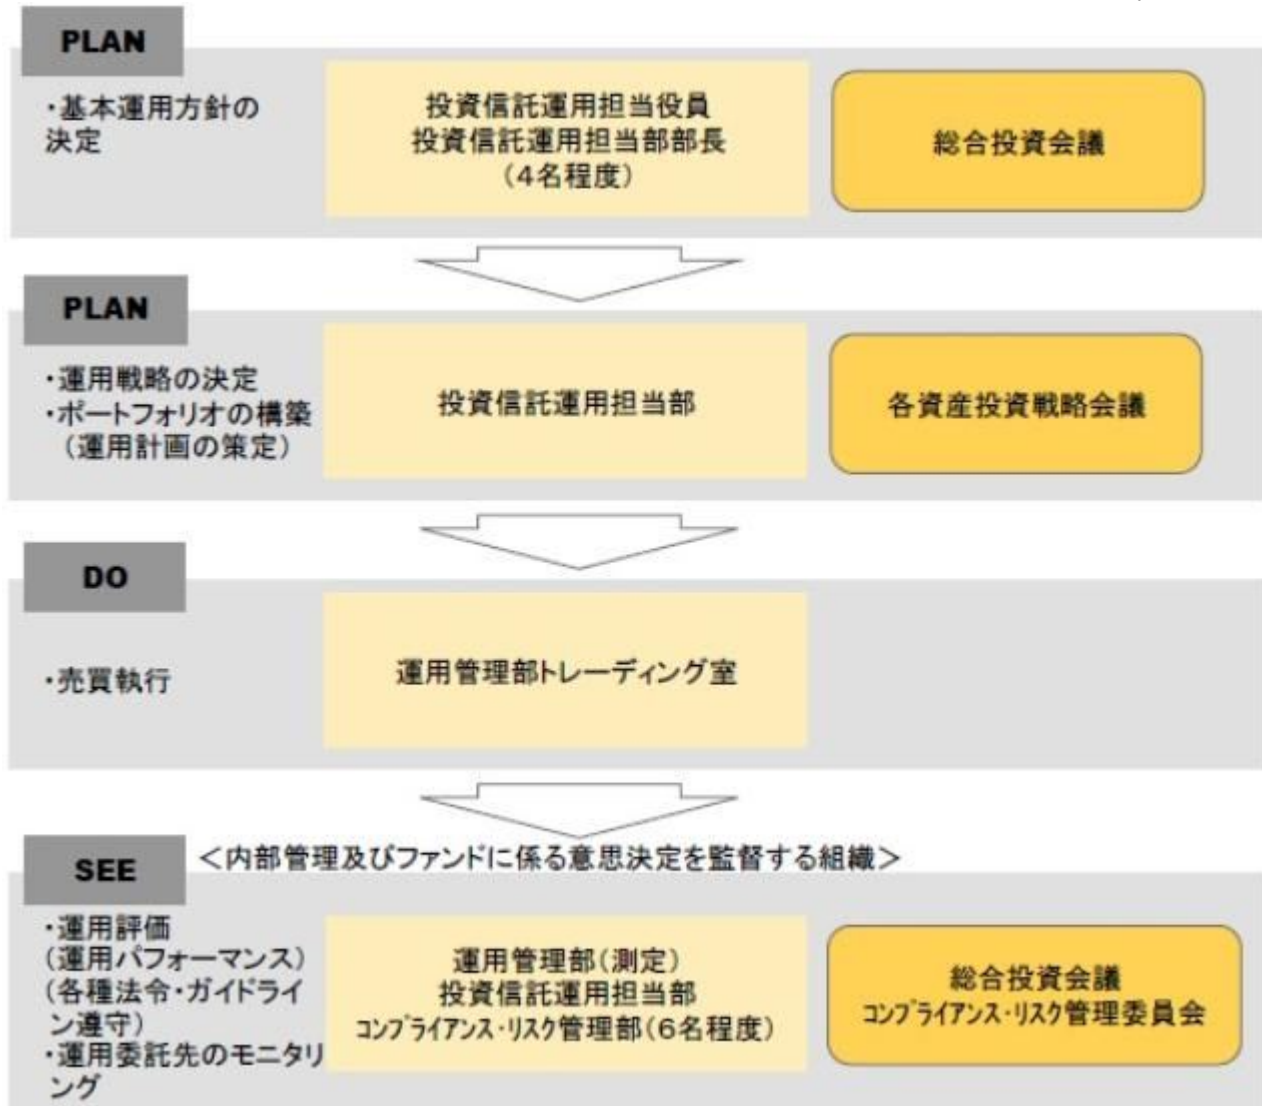 PLAN
・基本運用方針の
決定
投資信託運用担当役員
投資信託運用担当部部長
(4名程度)
総合投資会議
PLAN
・運用戦略の決定
・ポートフォリオの構築
(運用計画の策定)
投資信託運用担当部
各資産投資戦略会議
DO
・売買執行
運用管理部トレーディング室
SEE
＜内部管理及びファンドに係る意思決定を監督する組織＞
・運用評価
(運用パフォーマンス)
(各種法令・ガイドライ
ン遵守)
・運用委託先のモニタリ
ング
運用管理部(測定)
投資信託運用担当部
ｺﾝﾌﾟﾗｲｱﾝｽ・ﾘｽｸ管理部(6名程度)
総合投資会議
ｺﾝﾌﾟﾗｲｱﾝｽ・ﾘｽｸ管理委員会